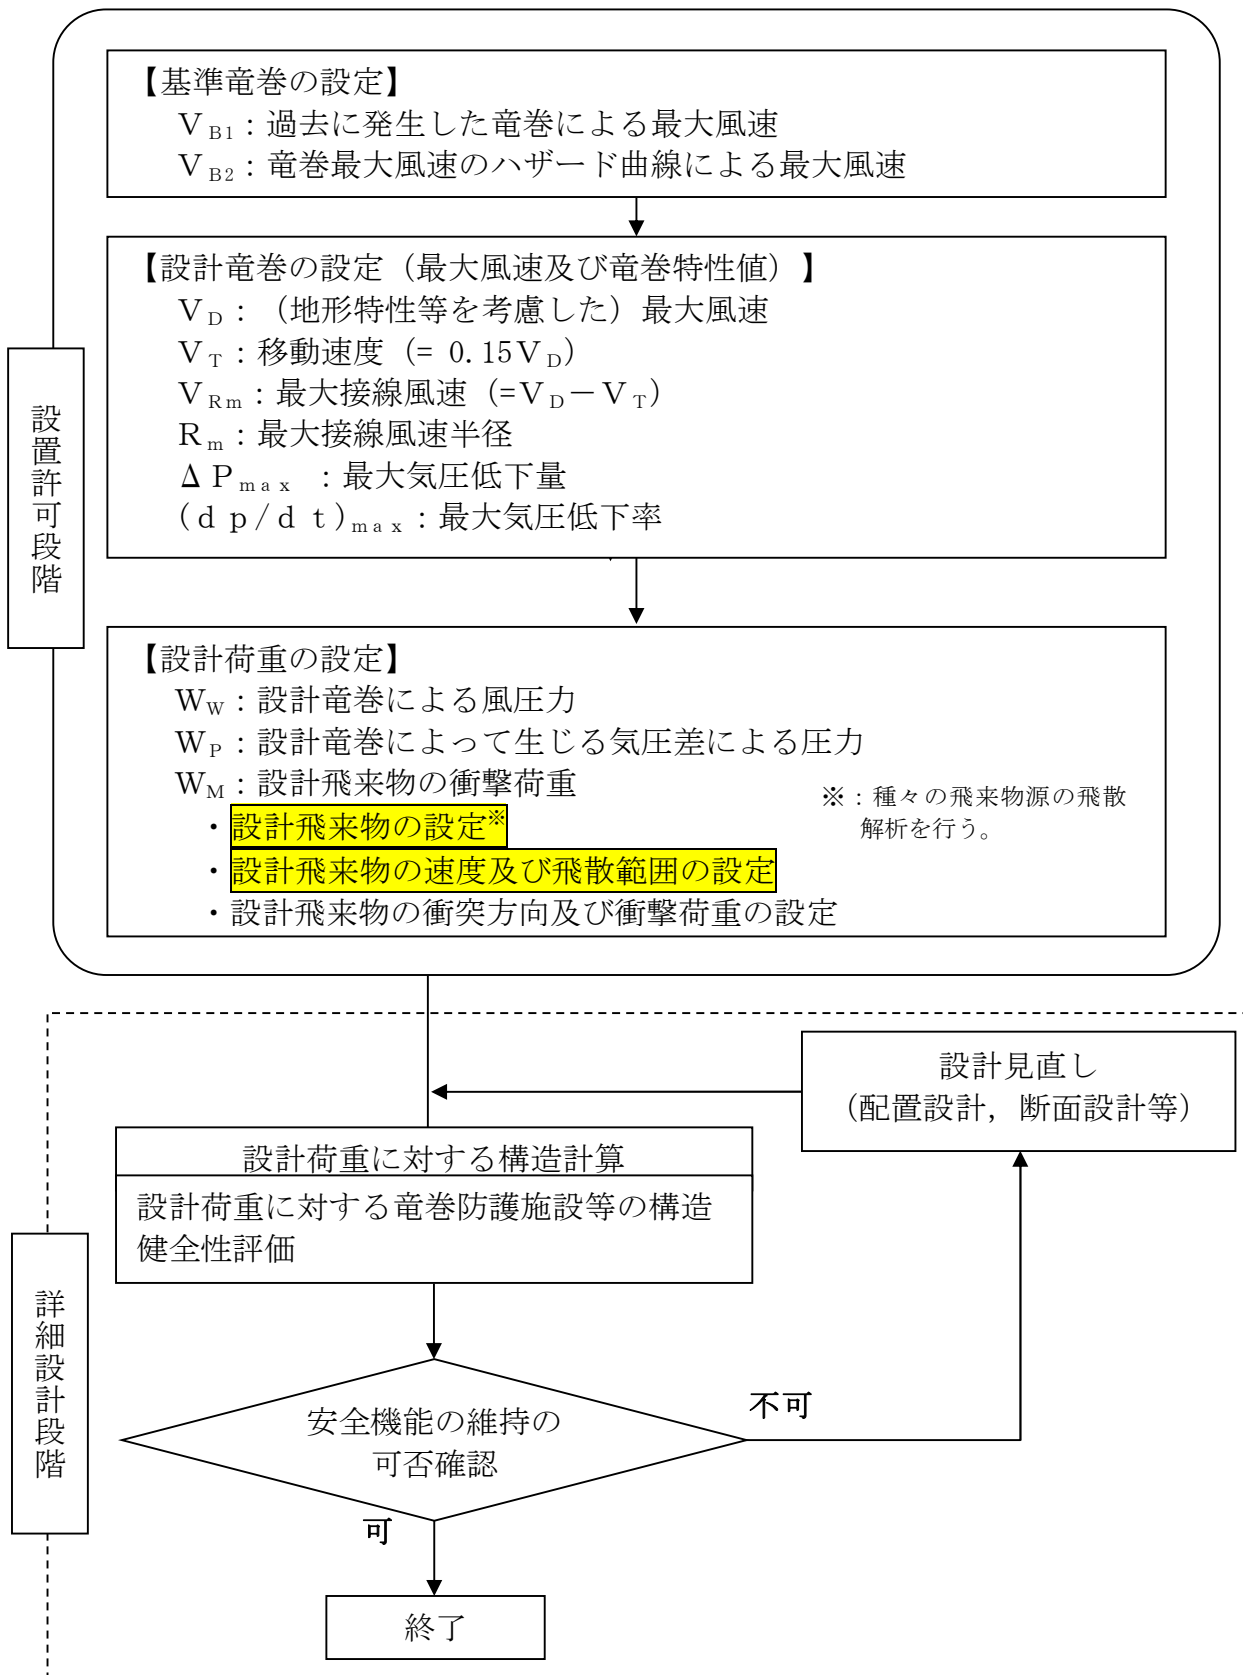 【基準竜巻の設定】
VB1:過去に発生した竜巻による最大風速
VB2:竜巻最大風速のハザード曲線による最大風速
【設計竜巻の設定(最大風速及び竜巻特性値)】
VD:(地形特性等を考慮した)最大風速
VT:移動速度 (= 0.15VD)
VRm:最大接線風速 (=VD-VT)
Rm:最大接線風速半径
ΔPmax :最大気圧低下量
(dp/dt)max:最大気圧低下率
設置許可段階
【設計荷重の設定】
WW:設計竜巻による風圧力
WP:設計竜巻によって生じる気圧差による圧力
WM:設計飛来物の衝撃荷重
・設計飛来物の設定※
・設計飛来物の速度及び飛散範囲の設定
・設計飛来物の衝突方向及び衝撃荷重の設定
※:種々の飛来物源の飛散
解析を行う。
設計見直し
(配置設計,断面設計等)
設計荷重に対する構造計算
設計荷重に対する竜巻防護施設等の構造
健全性評価
詳細設計段階
安全機能の維持の
可否確認
不可
可
終了